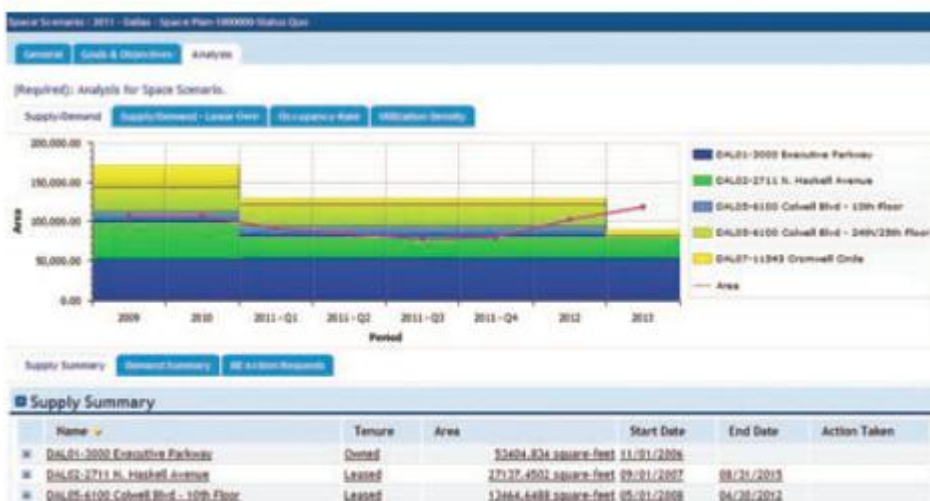 Space Scenario : 2011 - Dallas - Space Plan-1000000-Status Quo
General Goals & Objectives Analysis
(Required): Analysis for Space Scenario.
Supply/Demand Supply/Demand - Lease Own Occupancy Rate Utilization Density
200,000.00
150,000.00
100,000.00
50,000.00
0.00
Area
2009 2010 2011 - Q1 2011 - Q2 2011 - Q3 2011 - Q4 2012 2013
Period
DAL01-3000 Executive Parkway
DAL02-2711 N. Haskell Avenue
DAL05-6100 Colwell Blvd - 10th Floor
DAL05-6100 Colwell Blvd - 24th/25th Floor
DAL07-11343 Cromwell Circle
Area
Supply Summary Demand Summary RE Action Requests
Supply Summary
Name Tenure Area Start Date End Date Action Taken
DAL01-3000 Executive Parkway Owned 53604.834 square-feet 11/01/2006
DAL02-2711 N. Haskell Avenue Leased 27137.4502 square-feet 09/01/2007 08/31/2015
DAL05-6100 Colwell Blvd - 10th Floor Leased 13664.6488 square-feet 05/01/2008 06/30/2012